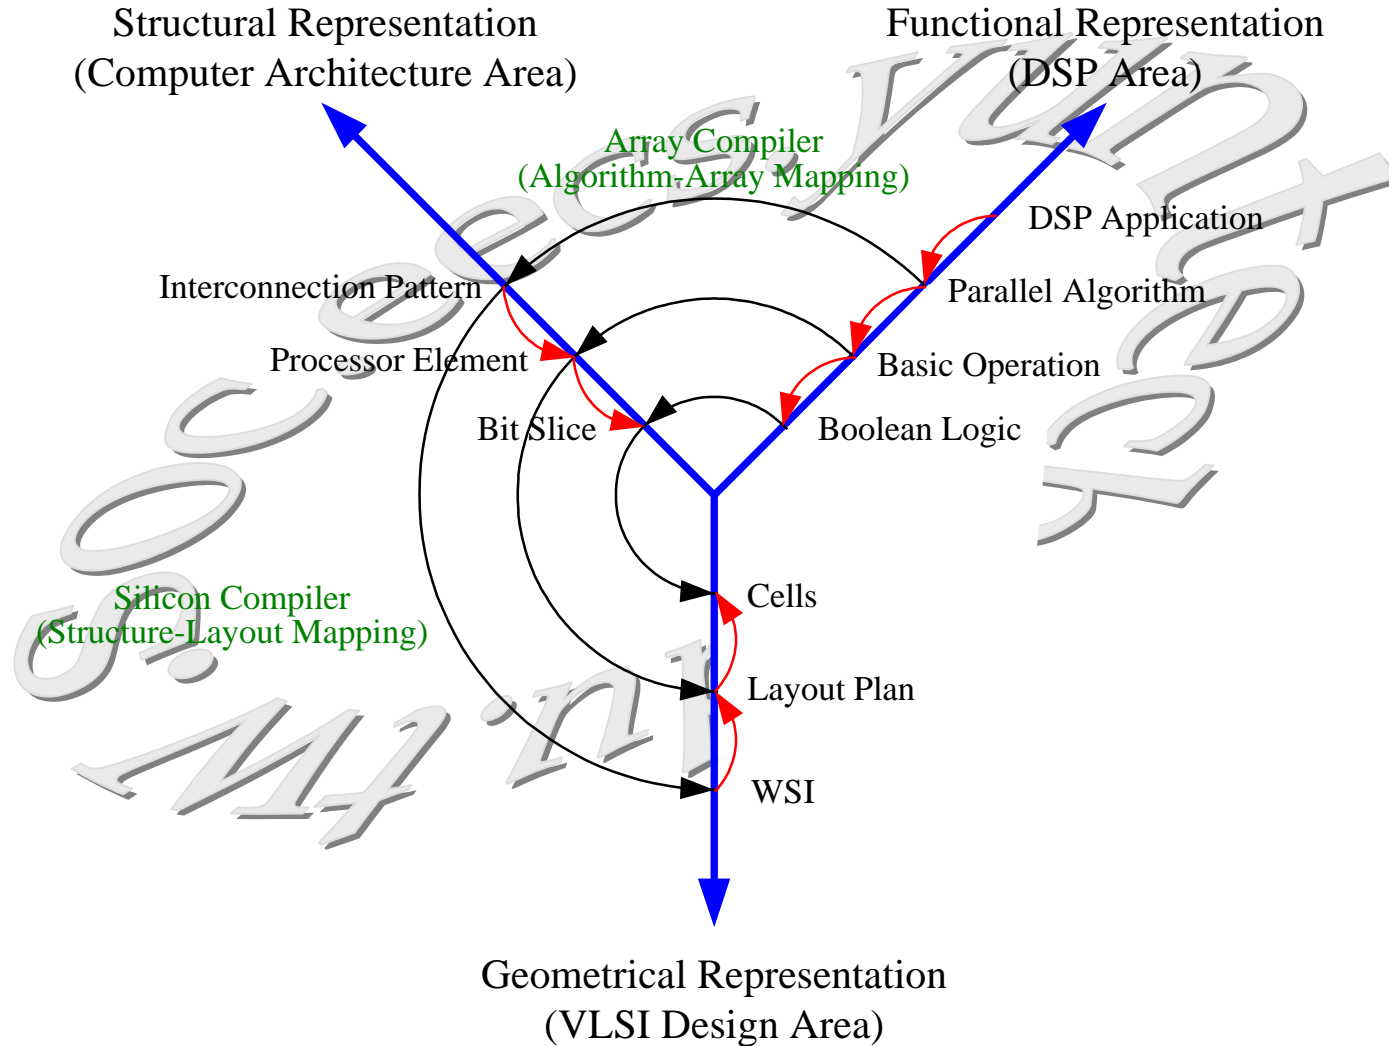 Structural Representation
(Computer Architecture Area)
Functional Representation
(DSP Area)
Array Compiler
(Algorithm-Array Mapping)
DSP Application
Interconnection Pattern
Parallel Algorithm
Processor Element
Basic Operation
Bit Slice
Boolean Logic
Silicon Compiler
(Structure-Layout Mapping)
Cells
Layout Plan
WSI
Geometrical Representation
(VLSI Design Area)